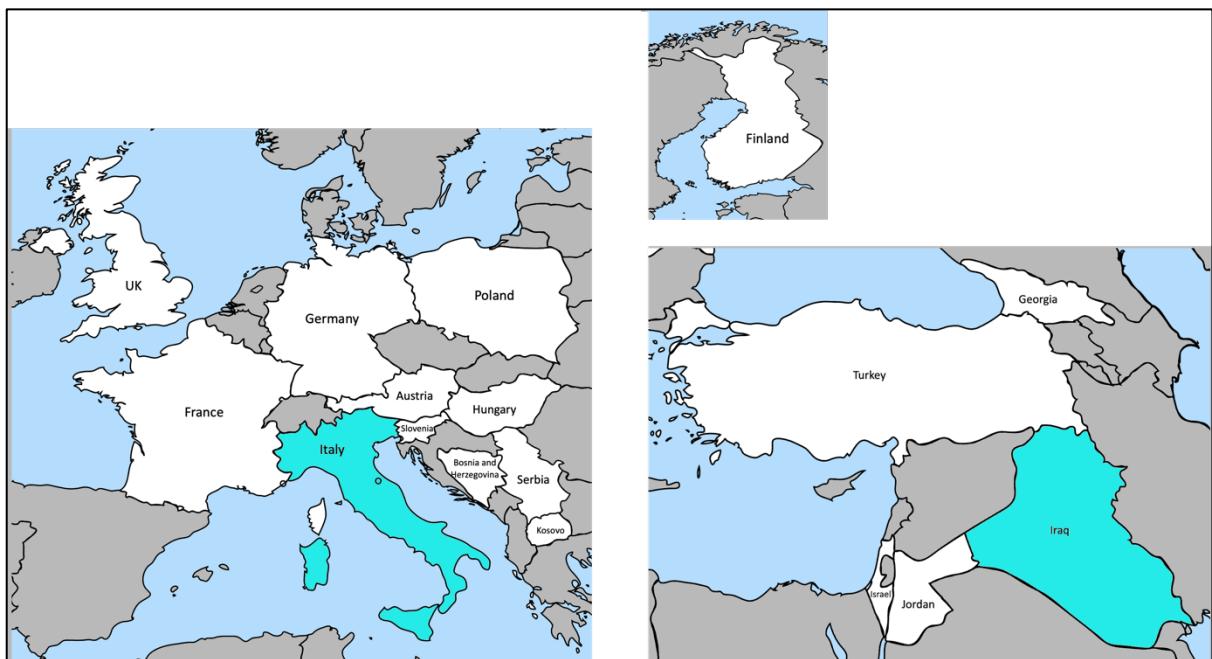 Finland
UK
Germany
Poland
France
Austria
Hungary
Slovenia
Italy
Bosnia and
Herzegovina
Serbia
Kosovo
Georgia
Turkey
Iraq
Israel
Jordan